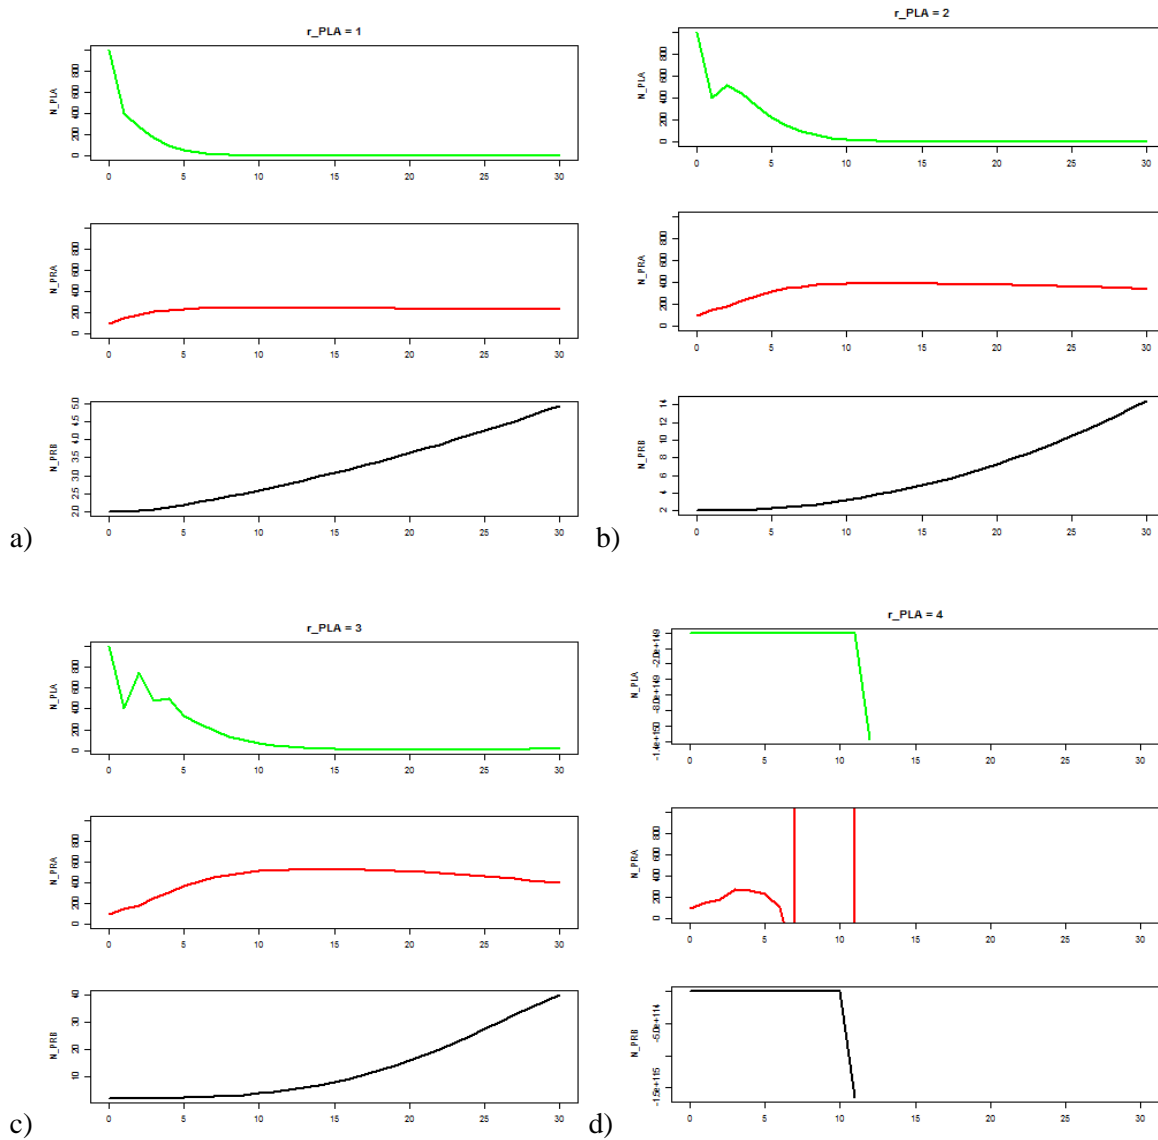 r_PLA = 1
N_PLA
0 200 400 600 800
0 5 10 15 20 25 30
N_PRA
0 200 400 600 800
0 5 10 15 20 25 30
N_PRB
2.0 2.5 3.0 3.5 4.0 4.5 5.0
0 5 10 15 20 25 30
a)
r_PLA = 2
N_PLA
0 200 400 600 800
0 5 10 15 20 25 30
N_PRA
0 200 400 600 800
0 5 10 15 20 25 30
N_PRB
2 4 6 8 10 12 14
0 5 10 15 20 25 30
b)
r_PLA = 3
N_PLA
0 200 400 600 800
0 5 10 15 20 25 30
N_PRA
0 200 400 600 800
0 5 10 15 20 25 30
N_PRB
10 20 30 40
0 5 10 15 20 25 30
c)
r_PLA = 4
N_PLA
-1.4e+150 -8.0e+149 -2.0e+149
0 5 10 15 20 25 30
N_PRA
0 200 400 600 800
0 5 10 15 20 25 30
N_PRB
-1.5e+115 -5.0e+114
0 5 10 15 20 25 30
d)